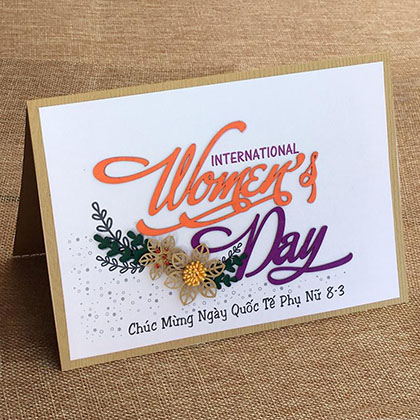 INTERNATIONAL
Women's
Day
Chúc Mừng Ngày Quốc Tế Phụ Nữ 8-3